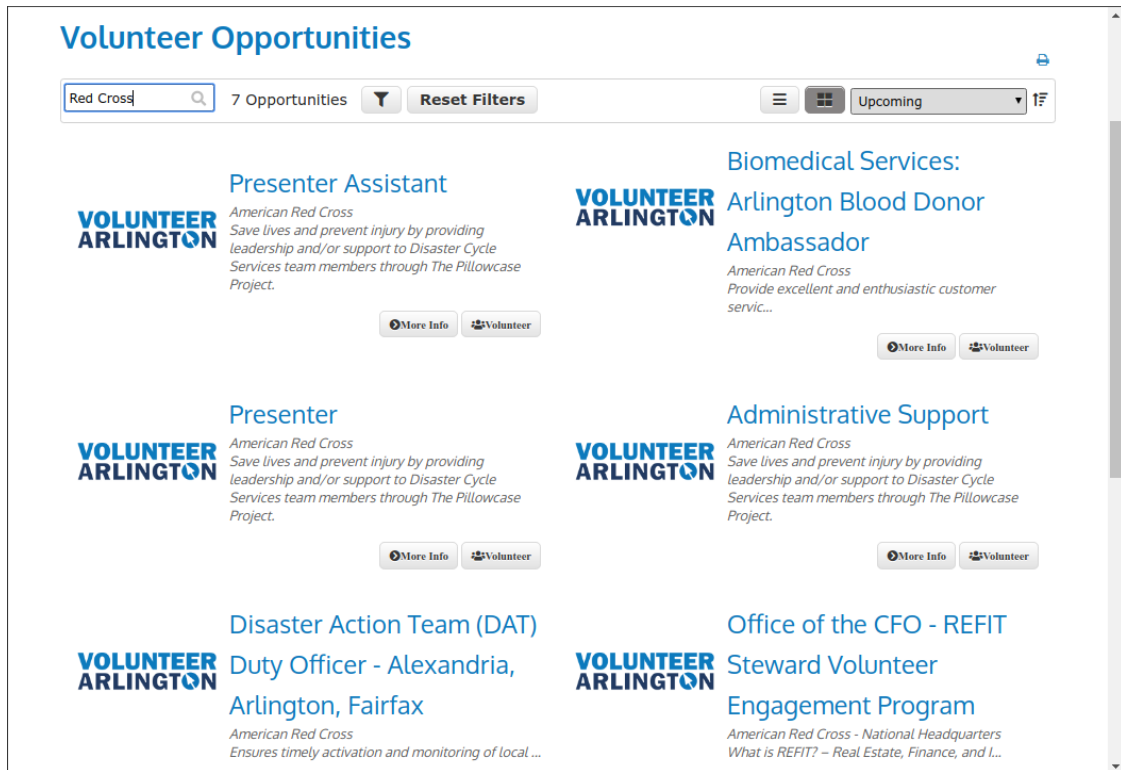 Volunteer Opportunities
Red Cross
7 Opportunities
Reset Filters
Upcoming
VOLUNTEER
ARLINGTON
Presenter Assistant
American Red Cross
Save lives and prevent injury by providing
leadership and/or support to Disaster Cycle
Services team members through The Pillowcase
Project.
More Info
Volunteer
VOLUNTEER
ARLINGTON
Biomedical Services:
Arlington Blood Donor
Ambassador
American Red Cross
Provide excellent and enthusiastic customer
servic...
More Info
Volunteer
VOLUNTEER
ARLINGTON
Presenter
American Red Cross
Save lives and prevent injury by providing
leadership and/or support to Disaster Cycle
Services team members through The Pillowcase
Project.
More Info
Volunteer
VOLUNTEER
ARLINGTON
Administrative Support
American Red Cross
Save lives and prevent injury by providing
leadership and/or support to Disaster Cycle
Services team members through The Pillowcase
Project.
More Info
Volunteer
VOLUNTEER
ARLINGTON
Disaster Action Team (DAT)
Duty Officer - Alexandria,
Arlington, Fairfax
American Red Cross
Ensures timely activation and monitoring of local ...
VOLUNTEER
ARLINGTON
Office of the CFO - REFIT
Steward Volunteer
Engagement Program
American Red Cross - National Headquarters
What is REFIT? – Real Estate, Finance, and I...